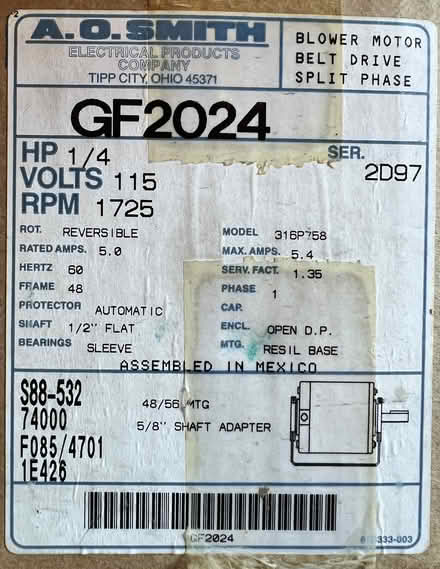 A.O. SMITH
ELECTRICAL PRODUCTS
COMPANY
TIPP CITY, OHIO 45371
BLOWER MOTOR
BELT DRIVE
SPLIT PHASE
GF2024
HP 1/4
VOLTS 115
RPM 1725
SER.
2D97
ROT. REVERSIBLE
RATED AMPS. 5.0
HERTZ 60
FRAME 48
PROTECTOR AUTOMATIC
SHAFT 1/2" FLAT
BEARINGS SLEEVE
MODEL 316P758
MAX. AMPS. 5.4
SERV. FACT. 1.35
PHASE 1
CAP.
ENCL. OPEN D.P.
MTG. RESIL BASE
ASSEMBLED IN MEXICO
S88-532
74000
F085/4701
1E426
48/56 MTG
5/8" SHAFT ADAPTER
GF2024